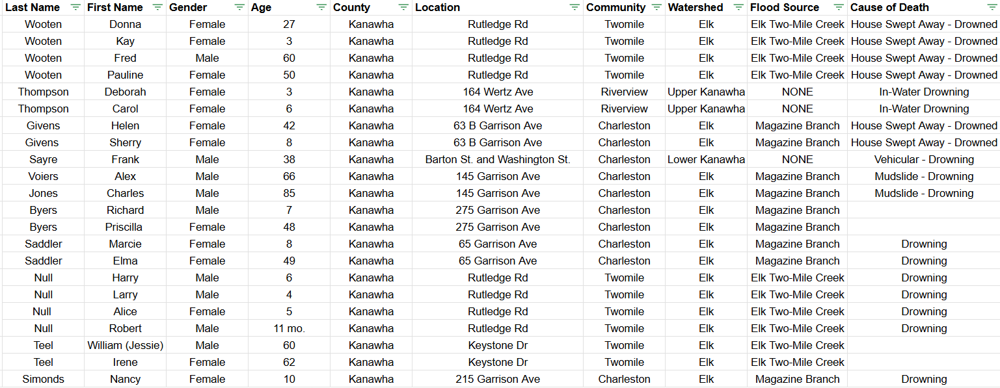 Last Name First Name Gender Age County Location Community Watershed Flood Source Cause of Death
Wooten Donna Female 27 Kanawha Rutledge Rd Twomile Elk Elk Two-Mile Creek House Swept Away - Drowned
Wooten Kay Female 3 Kanawha Rutledge Rd Twomile Elk Elk Two-Mile Creek House Swept Away - Drowned
Wooten Fred Male 60 Kanawha Rutledge Rd Twomile Elk Elk Two-Mile Creek House Swept Away - Drowned
Wooten Pauline Female 50 Kanawha Rutledge Rd Twomile Elk Elk Two-Mile Creek House Swept Away - Drowned
Thompson Deborah Female 3 Kanawha 164 Wertz Ave Riverview Upper Kanawha NONE In-Water Drowning
Thompson Carol Female 6 Kanawha 164 Wertz Ave Riverview Upper Kanawha NONE In-Water Drowning
Givens Helen Female 42 Kanawha 63 B Garrison Ave Charleston Elk Magazine Branch House Swept Away - Drowned
Givens Sherry Female 8 Kanawha 63 B Garrison Ave Charleston Elk Magazine Branch House Swept Away - Drowned
Sayre Frank Male 38 Kanawha Barton St. and Washington St. Charleston Lower Kanawha NONE Vehicular - Drowning
Voiers Alex Male 66 Kanawha 145 Garrison Ave Charleston Elk Magazine Branch Mudslide - Drowning
Jones Charles Male 85 Kanawha 145 Garrison Ave Charleston Elk Magazine Branch Mudslide - Drowning
Byers Richard Male 7 Kanawha 275 Garrison Ave Charleston Elk Magazine Branch
Byers Priscilla Female 48 Kanawha 275 Garrison Ave Charleston Elk Magazine Branch
Saddler Marcie Female 8 Kanawha 65 Garrison Ave Charleston Elk Magazine Branch Drowning
Saddler Elma Female 49 Kanawha 65 Garrison Ave Charleston Elk Magazine Branch Drowning
Null Harry Male 6 Kanawha Rutledge Rd Twomile Elk Elk Two-Mile Creek Drowning
Null Larry Male 4 Kanawha Rutledge Rd Twomile Elk Elk Two-Mile Creek Drowning
Null Alice Female 5 Kanawha Rutledge Rd Twomile Elk Elk Two-Mile Creek Drowning
Null Robert Male 11 mo. Kanawha Rutledge Rd Twomile Elk Elk Two-Mile Creek Drowning
Teel William (Jessie) Male 60 Kanawha Keystone Dr Twomile Elk Elk Two-Mile Creek
Teel Irene Female 62 Kanawha Keystone Dr Twomile Elk Elk Two-Mile Creek
Simonds Nancy Female 10 Kanawha 215 Garrison Ave Charleston Elk Magazine Branch Drowning